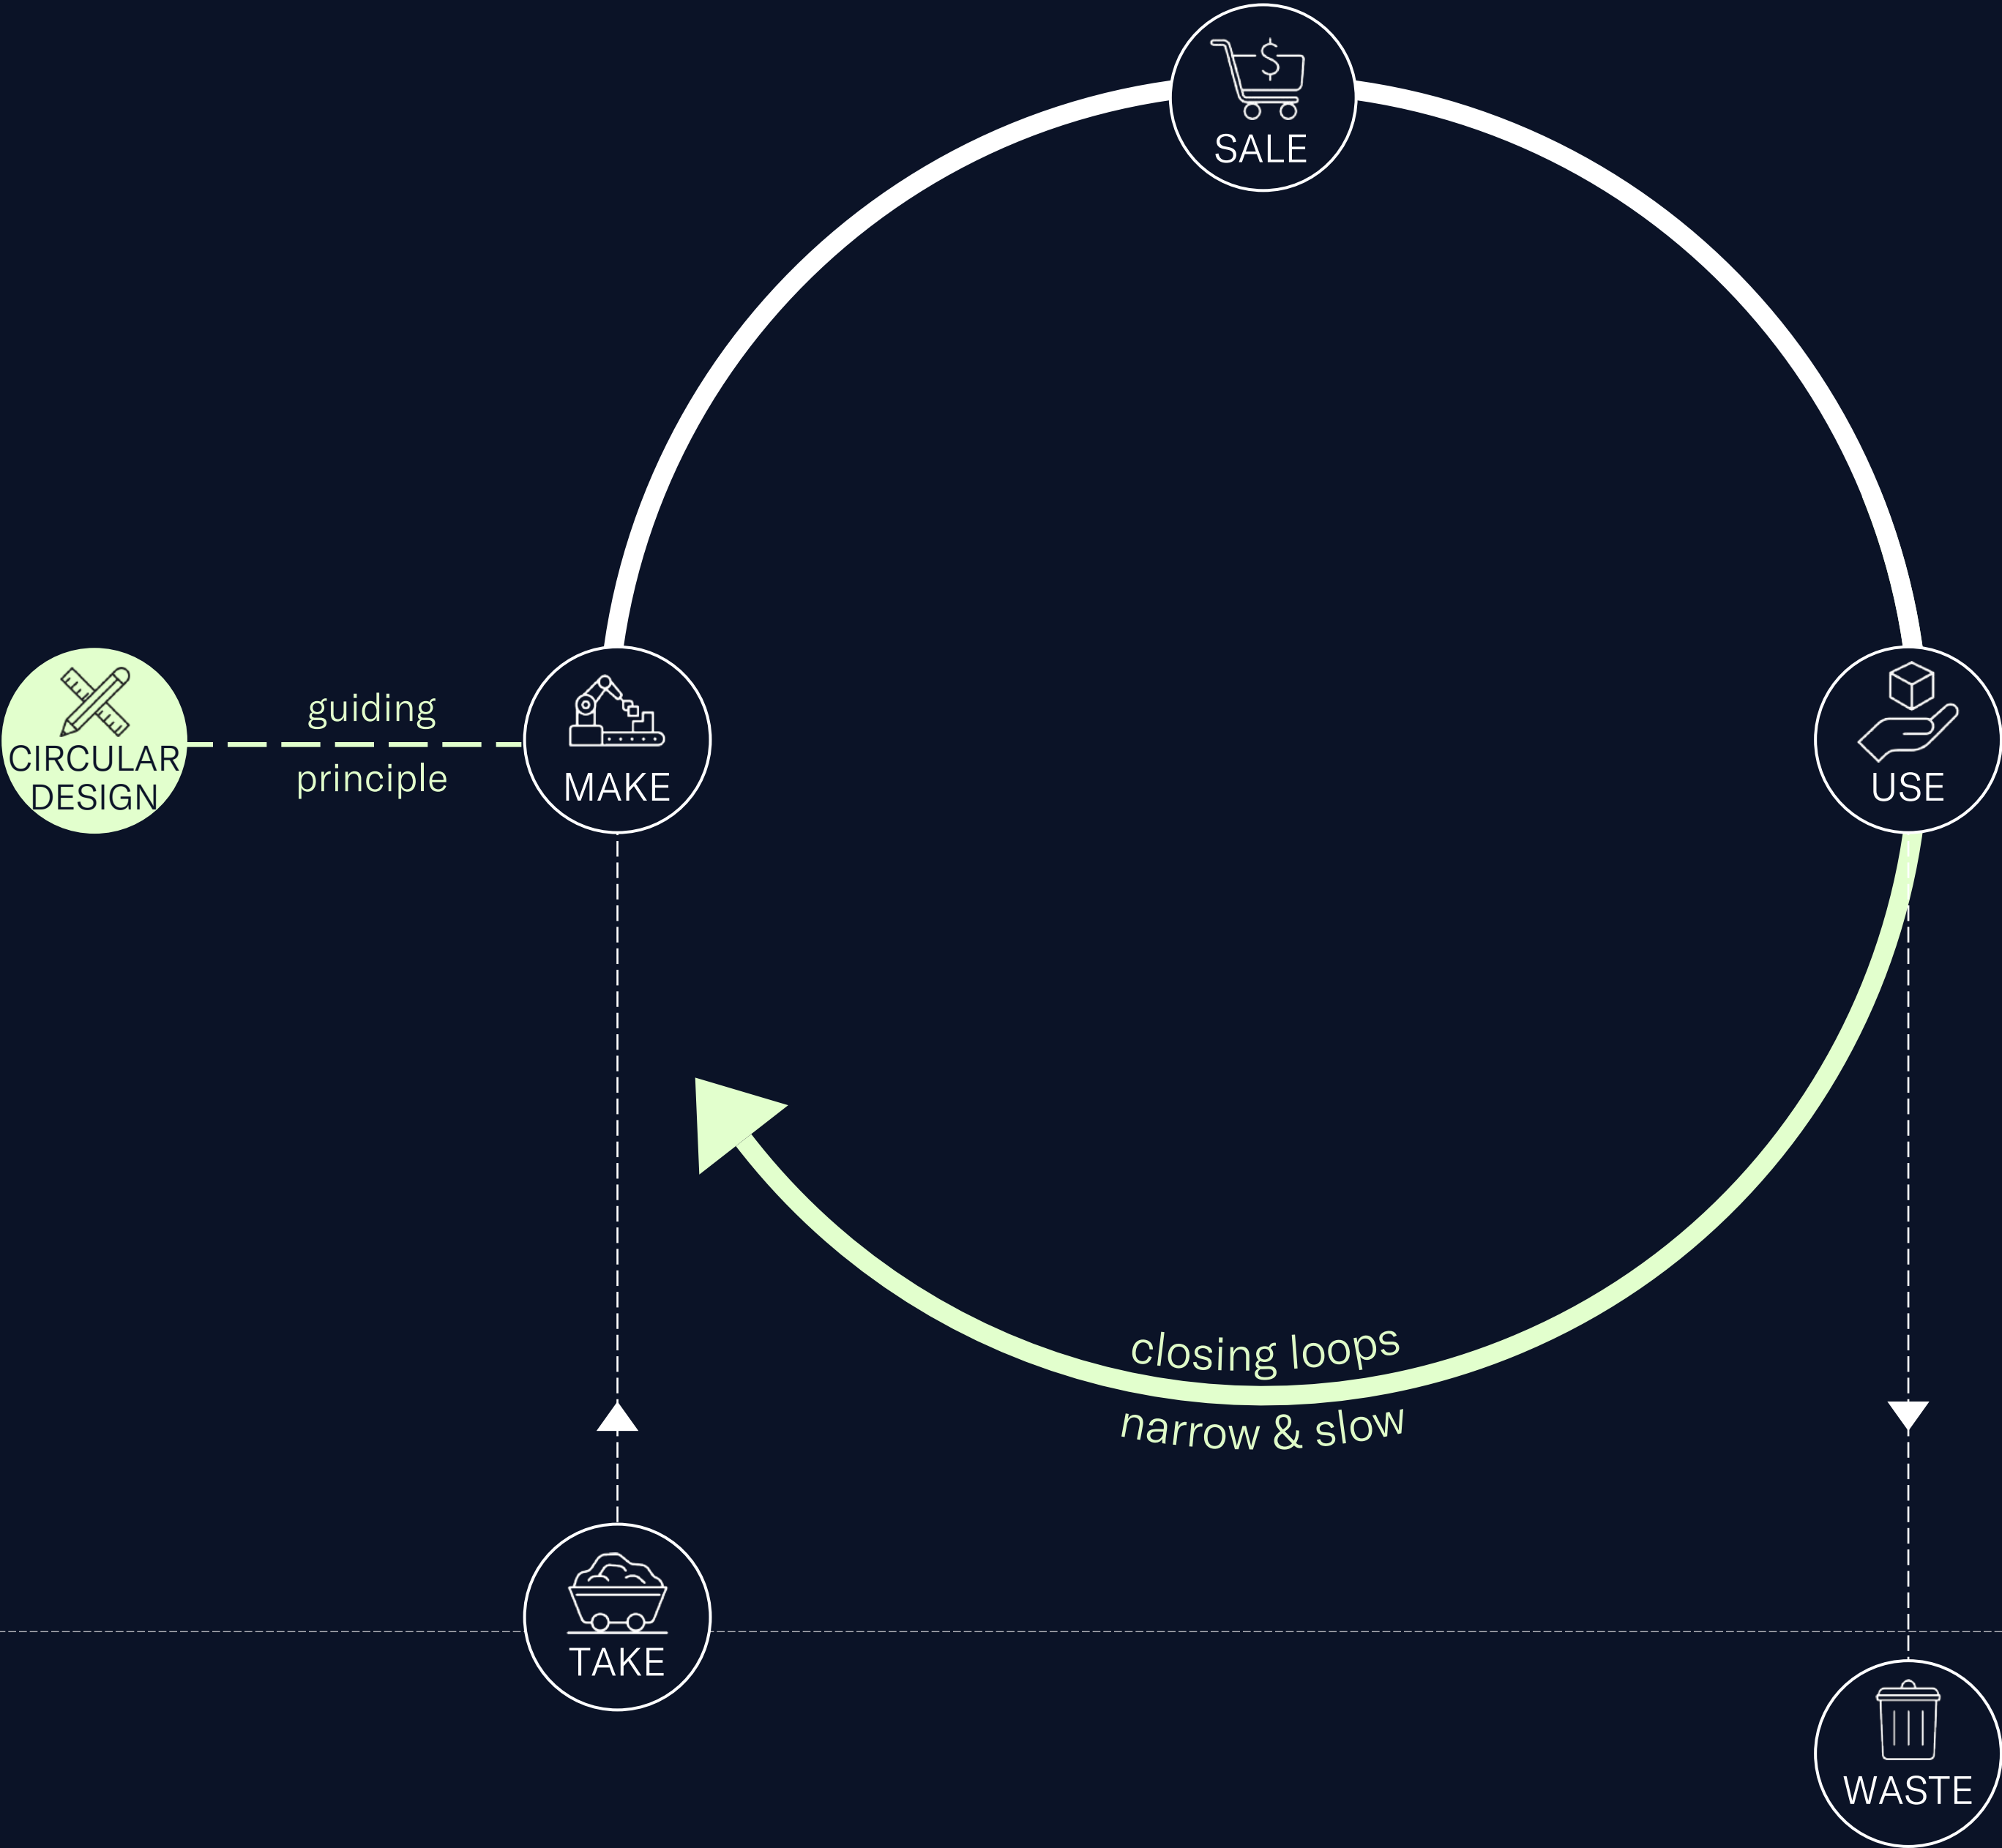 SALE
CIRCULAR
DESIGN
guiding
principle
MAKE
USE
closing loops
narrow & slow
TAKE
WASTE